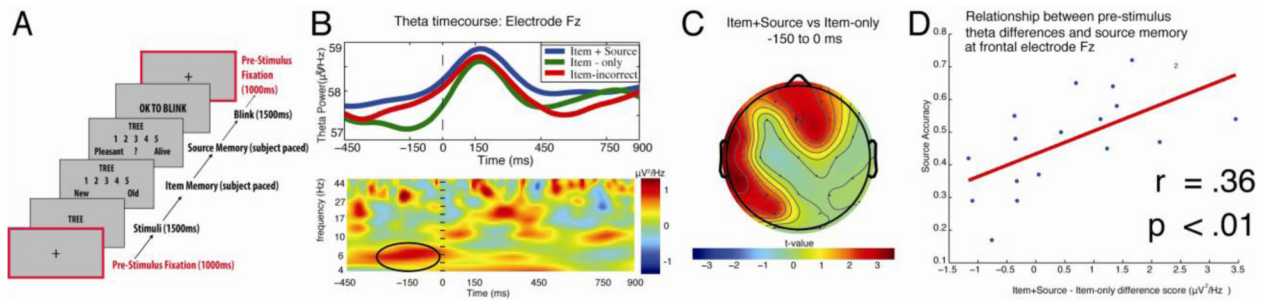 A
Pre-Stimulus
Fixation
(1000ms)
+
OK TO BLINK
Blink (1500ms)
TREE
1 2 3 4 5
Pleasant ? Alive
Source Memory (subject paced)
TREE
1 2 3 4 5
New Old
Item Memory (subject paced)
TREE
Stimuli (1500ms)
+
Pre-Stimulus Fixation (1000ms)
B
Theta timecourse: Electrode Fz
Theta Power(µV²/Hz)
59
58
57
Item + Source
Item - only
Item-incorrect
-450 -300 -150 0 150 300 450 600 750 900
Time (ms)
frequency (Hz)
44
27
17
10
6
4
-450 -150 0 150 450 900
Time (ms)
µV²/Hz)
1
0
-1
C
Item+Source vs Item-only
-150 to 0 ms
t-value
-3 -2 -1 0 1 2 3
D
Relationship between pre-stimulus
theta differences and source memory
at frontal electrode Fz
Source Accuracy
0.8
0.7
0.6
0.5
0.4
0.3
0.2
0.1
2
r = .36
p < .01
-1.5 -1 -0.5 0 0.5 1 1.5 2 2.5 3 3.5
Item+Source - Item-only difference score (µV²/Hz )